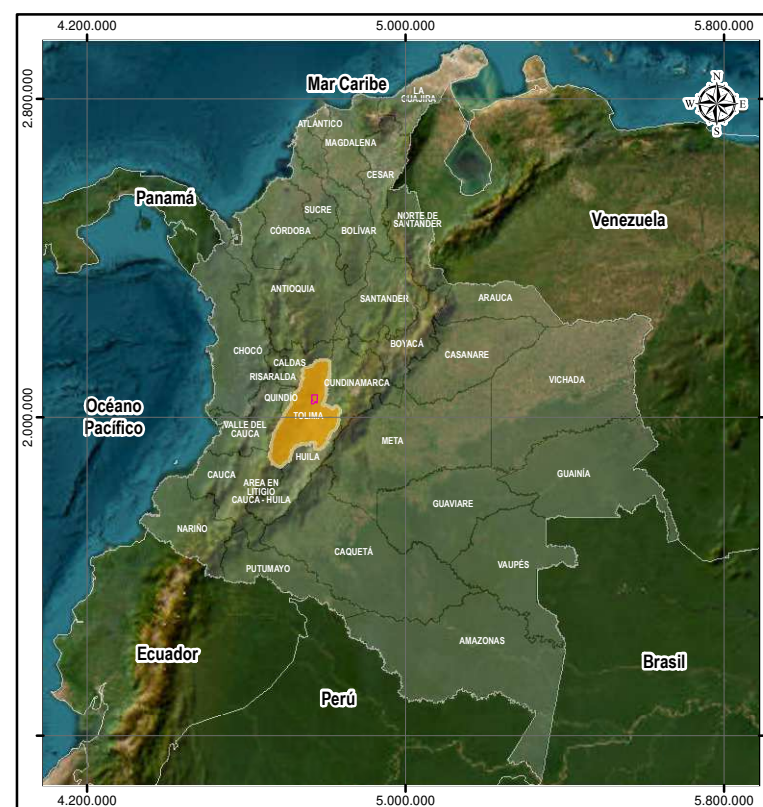 4.200.000
5.000.000
5.800.000
2.800.000
Mar Caribe
LA
GUAJIRA
N
W
E
S
ATLÁNTICO
MAGDALENA
CESAR
Panamá
SUCRE
NORTE DE
SANTANDER
Venezuela
CÓRDOBA
BOLÍVAR
ANTIOQUIA
SANTANDER
ARAUCA
BOYACÁ
CHOCÓ
CASANARE
CALDAS
RISARALDA
CUNDINAMARCA
VICHADA
QUINDÍO
Océano
Pacífico
2.000.000
TOLIMA
VALLE DEL
CAUCA
META
HUILA
CAUCA
AREA EN
LITIGIO
CAUCA - HUILA
GUAINÍA
GUAVIARE
NARIÑO
CAQUETÁ
VAUPÉS
PUTUMAYO
AMAZONAS
Ecuador
Brasil
Perú
4.200.000
5.000.000
5.800.000